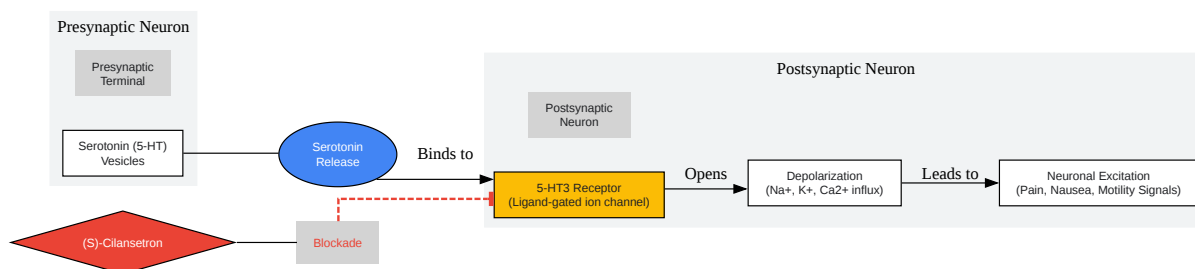 Presynaptic Neuron
Presynaptic
Terminal
Serotonin (5-HT)
Vesicles
Serotonin
Release
Binds to
Postsynaptic Neuron
Postsynaptic
Neuron
5-HT3 Receptor
(Ligand-gated ion channel)
Opens
Depolarization
(Na+, K+, Ca2+ influx)
Leads to
Neuronal Excitation
(Pain, Nausea, Motility Signals)
(S)-Cilansetron
Blockade